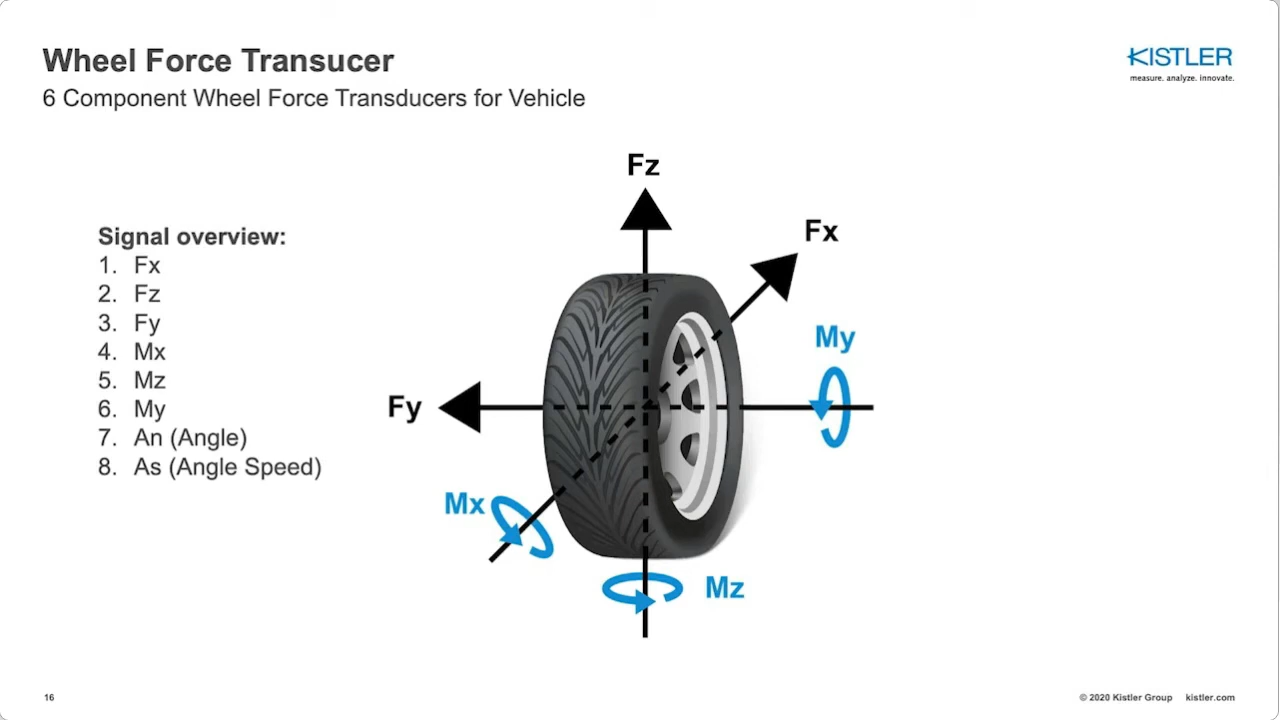 Wheel Force Transucer
6 Component Wheel Force Transducers for Vehicle
KISTLER
measure. analyze. innovate.
Signal overview:
1. Fx
2. Fz
3. Fy
4. Mx
5. Mz
6. My
7. An (Angle)
8. As (Angle Speed)
Fz
Fx
My
Fy
Mx
Mz
16
© 2020 Kistler Group kistler.com